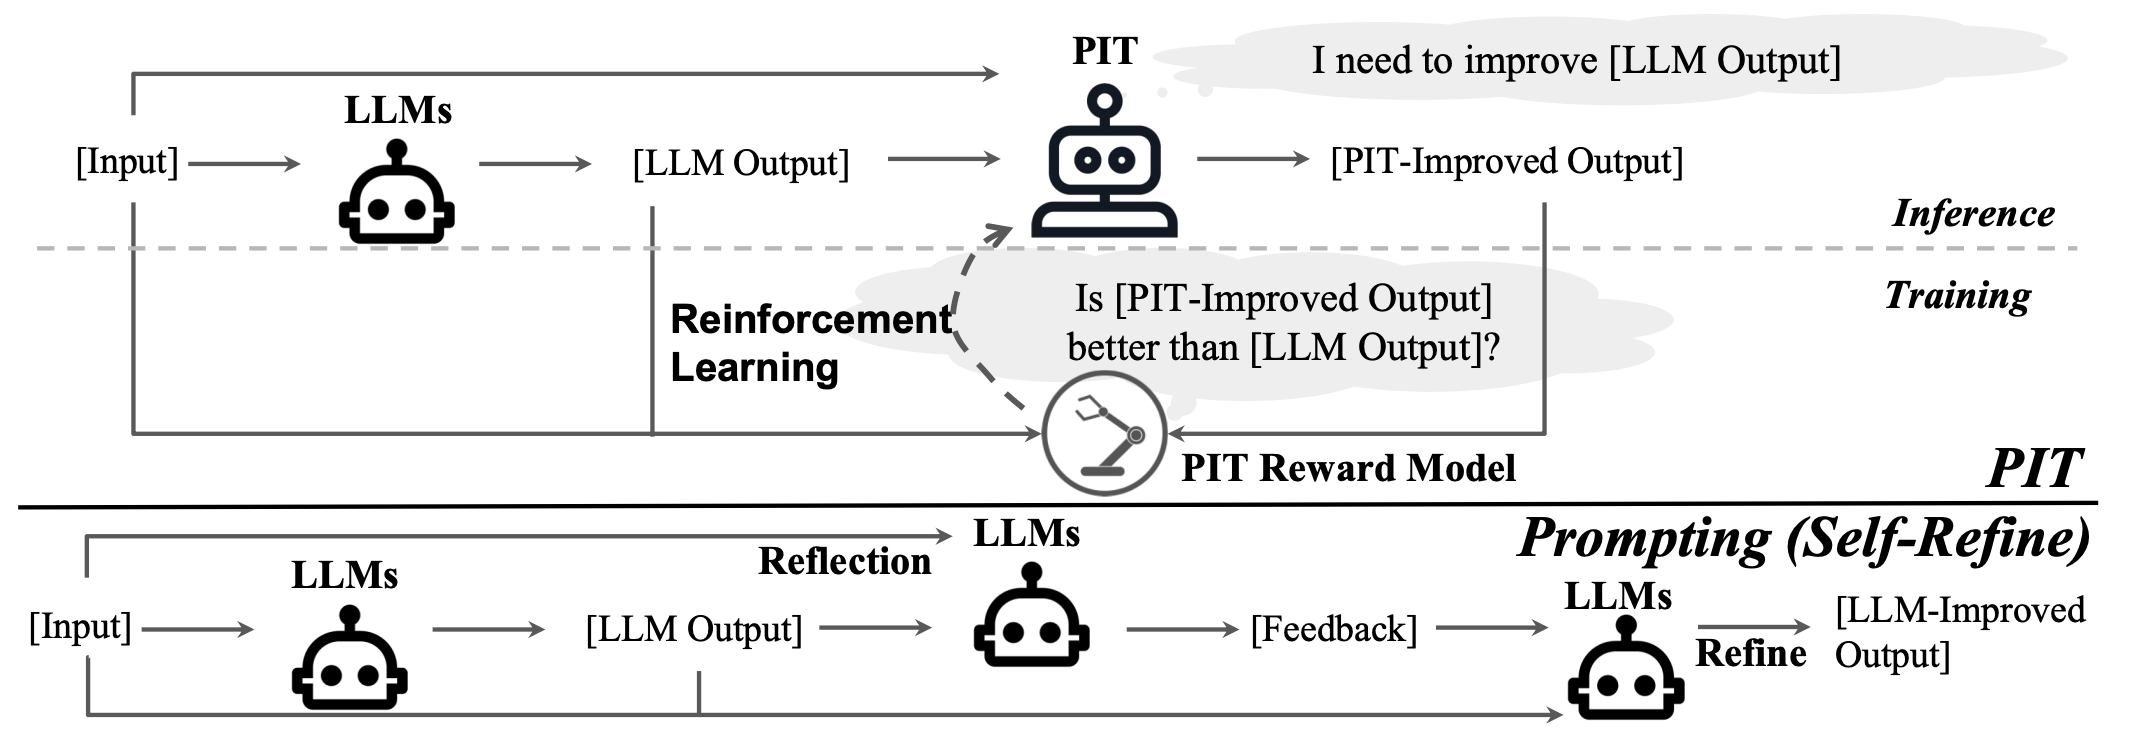 PIT
I need to improve [LLM Output]
LLMs
[Input]
[LLM Output]
[PIT-Improved Output]
Inference
Training
Reinforcement
Learning
Is [PIT-Improved Output]
better than [LLM Output]?
PIT Reward Model
PIT
Prompting (Self-Refine)
LLMs
Reflection
LLMs
LLMs
[Input]
[LLM Output]
[Feedback]
Refine
[LLM-Improved
Output]